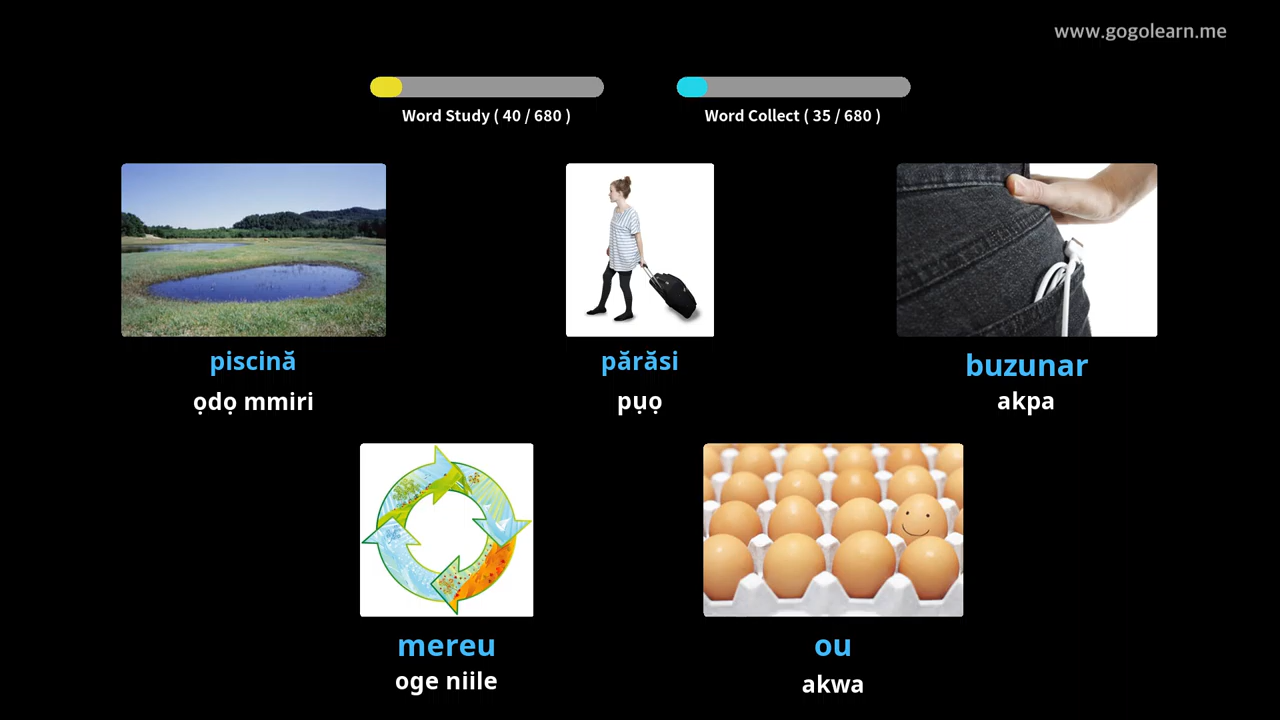 www.gogolearn.me
Word Study ( 40 / 680 )
Word Collect ( 35 / 680 )
piscină
ọdọ mmiri
părăsi
pụọ
buzunar
akpa
mereu
oge niile
ou
akwa